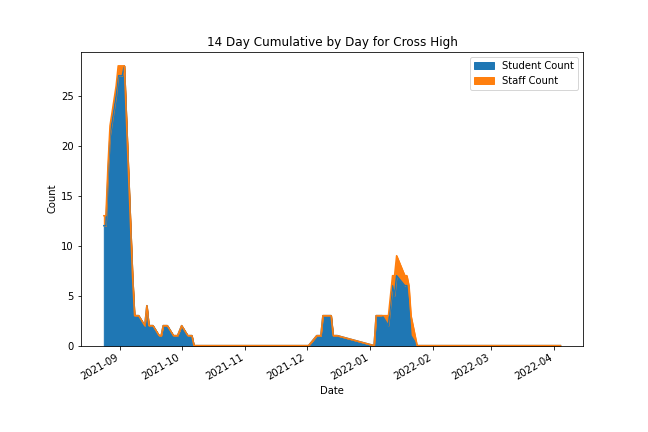 14 Day Cumulative by Day for Cross High
Student Count
Staff Count
25
20
15
10
5
0
Count
2021-09
2021-10
2021-11
2021-12
2022-01
2022-02
2022-03
2022-04
Date